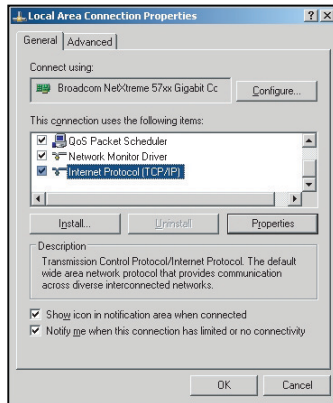 Local Area Connection Properties
General Advanced
Connect using:
Broadcom NetXtreme 57xx Gigabit Cc
Configure...
This connection uses the following items:
QoS Packet Scheduler
Network Monitor Driver
Internet Protocol (TCP/IP)
Install... Uninstall Properties
Description
Transmission Control Protocol/Internet Protocol. The default
wide area network protocol that provides communication
across diverse interconnected networks.
Show icon in notification area when connected
Notify me when this connection has limited or no connectivity
OK Cancel